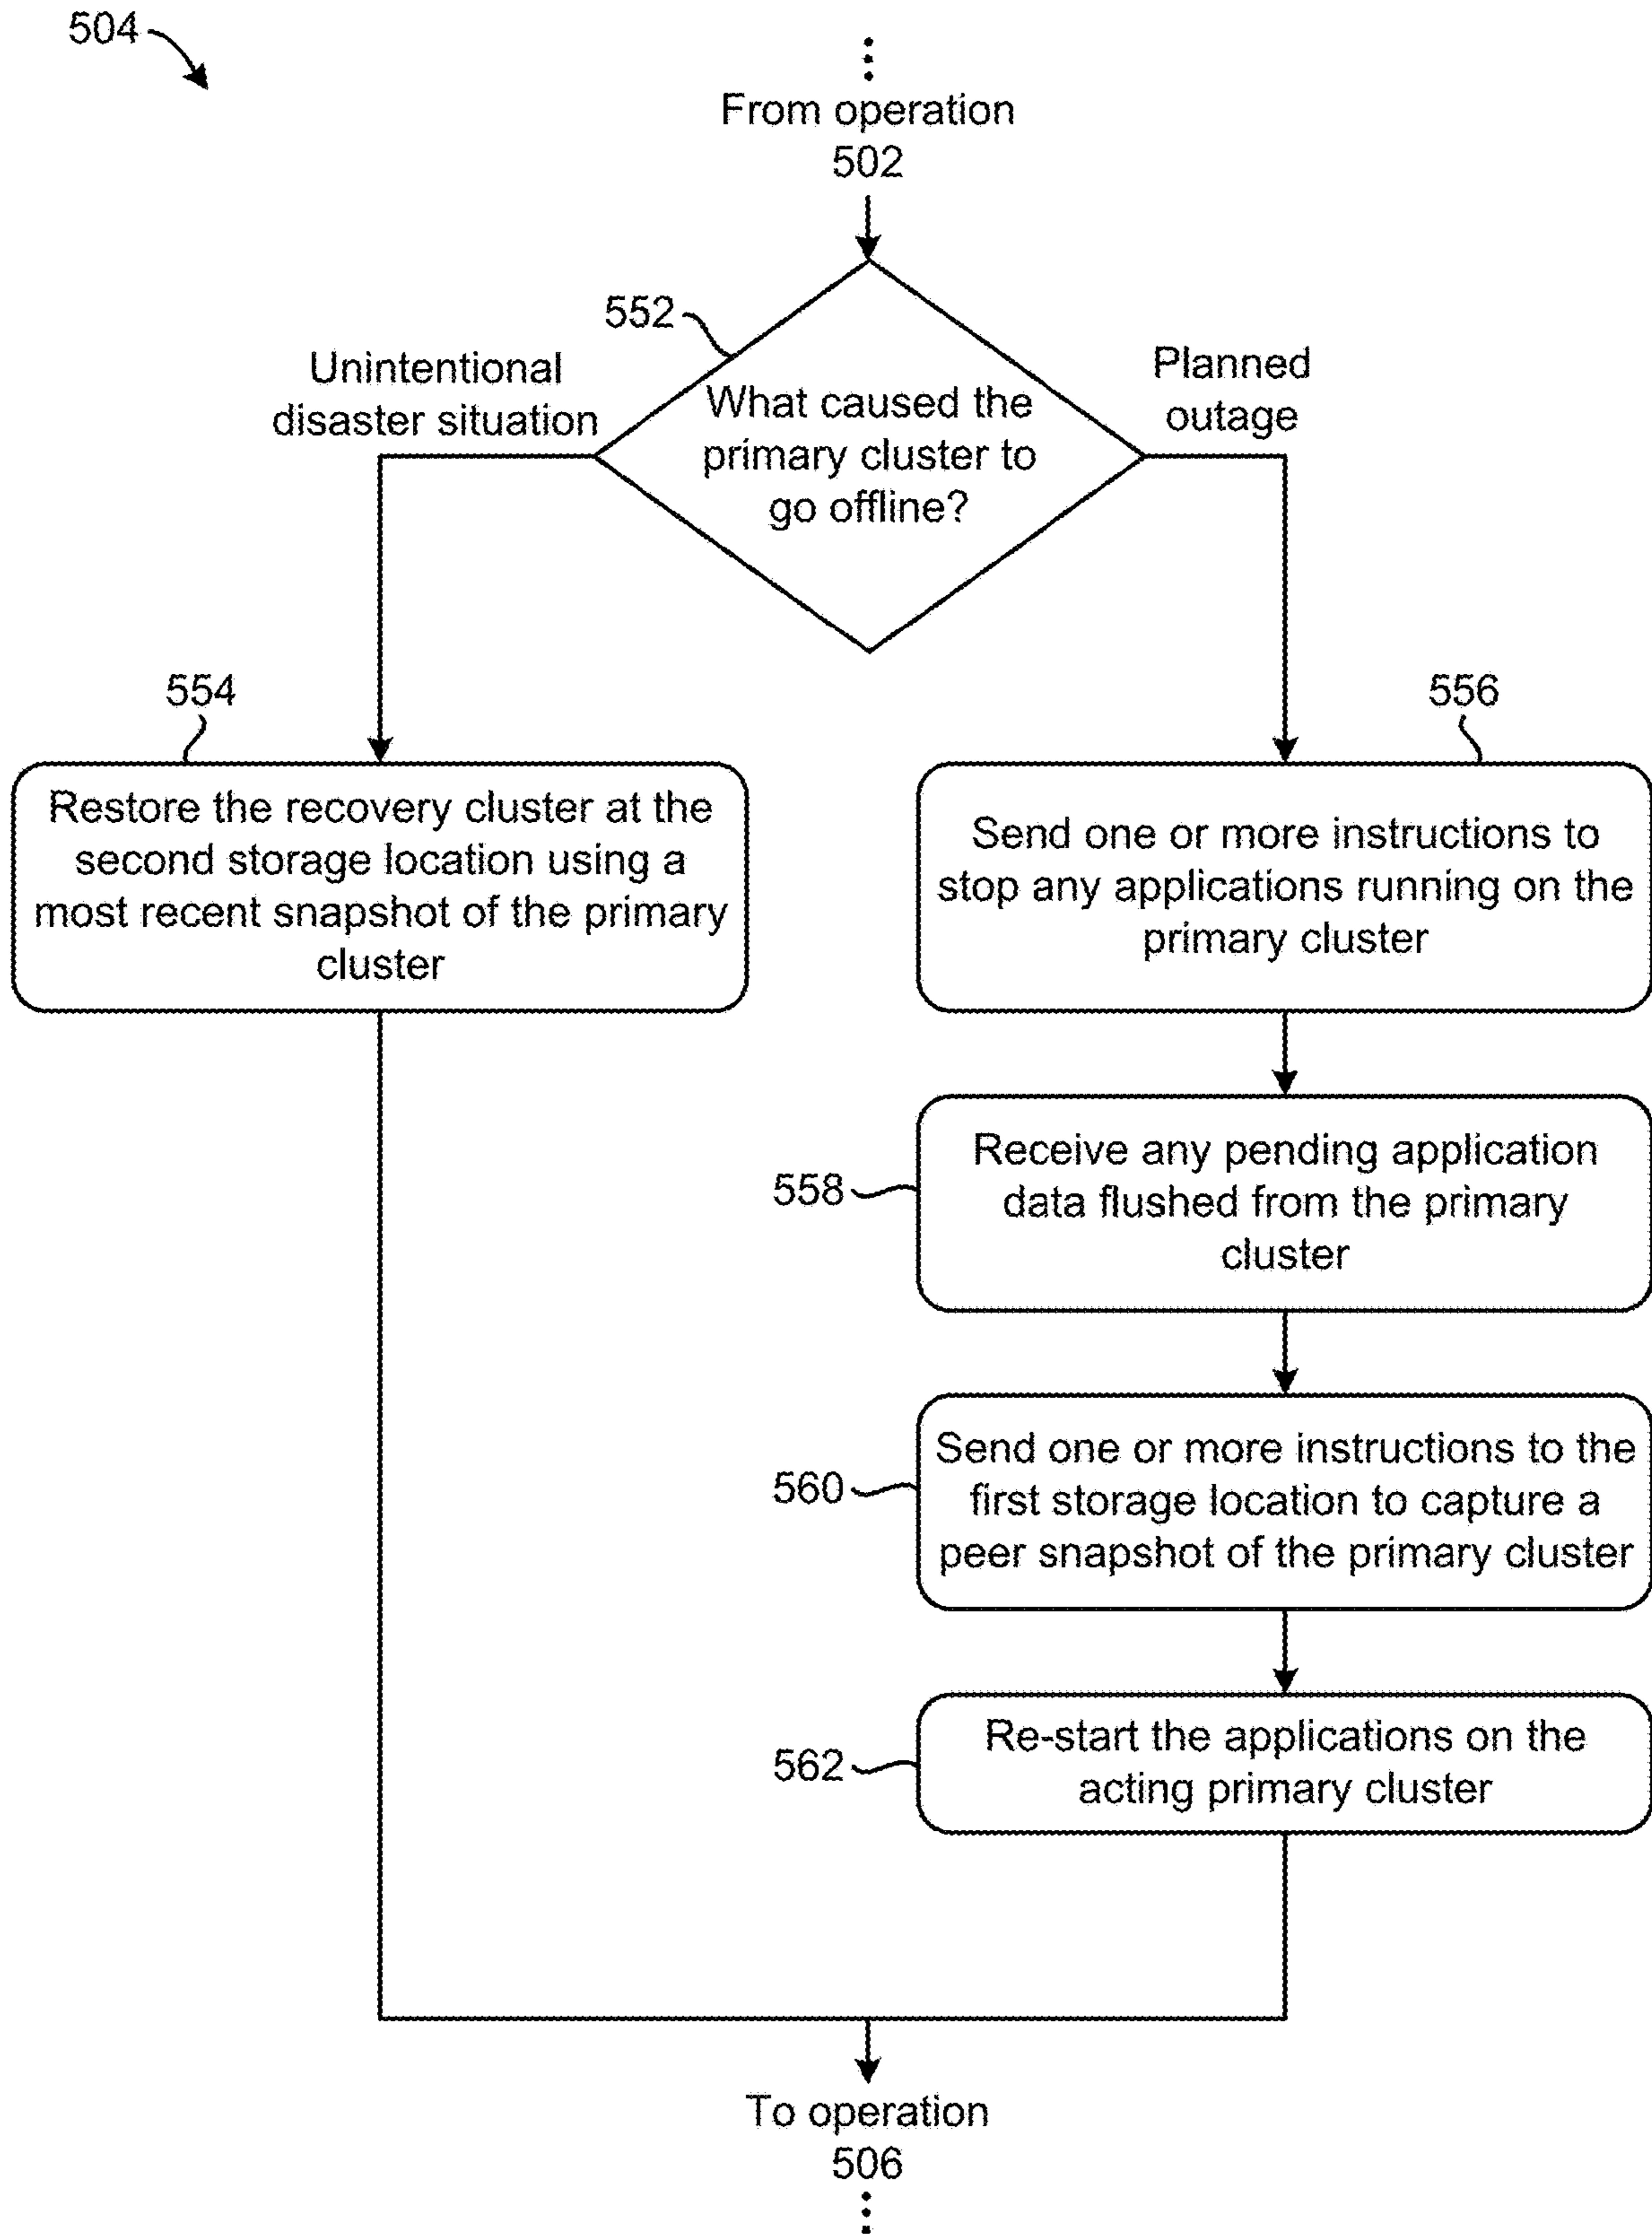 504
From operation
502
552
Unintentional
disaster situation
What caused the
primary cluster to
go offline?
Planned
outage
554
Restore the recovery cluster at the
second storage location using a
most recent snapshot of the primary
cluster
556
Send one or more instructions to
stop any applications running on the
primary cluster
558
Receive any pending application
data flushed from the primary
cluster
560
Send one or more instructions to the
first storage location to capture a
peer snapshot of the primary cluster
562
Re-start the applications on the
acting primary cluster
To operation
506